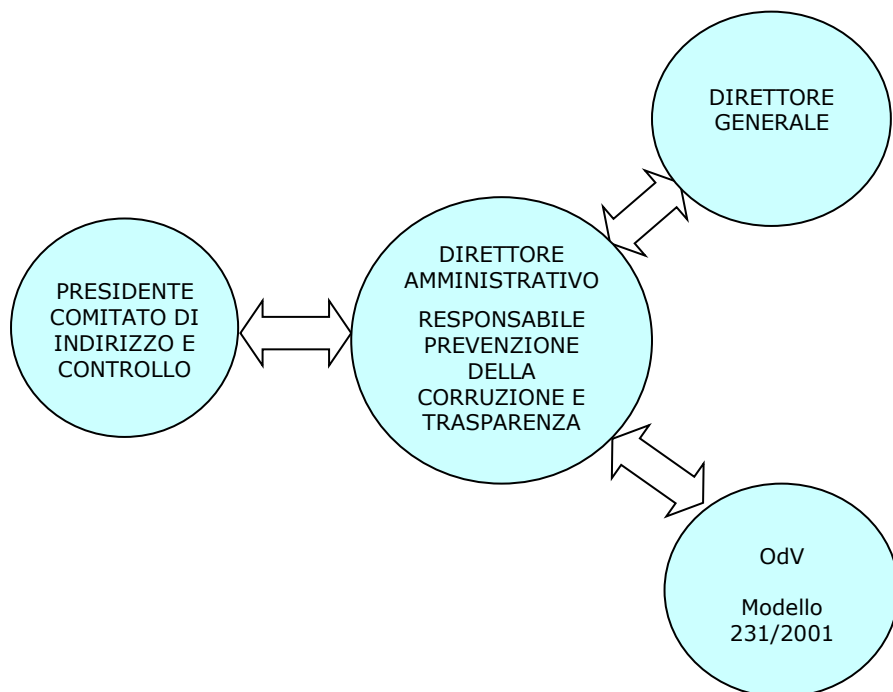 DIRETTORE
GENERALE
PRESIDENTE
COMITATO DI
INDIRIZZO E
CONTROLLO
DIRETTORE
AMMINISTRATIVO
RESPONSABILE
PREVENZIONE
DELLA
CORRUZIONE E
TRASPARENZA
OdV
Modello
231/2001